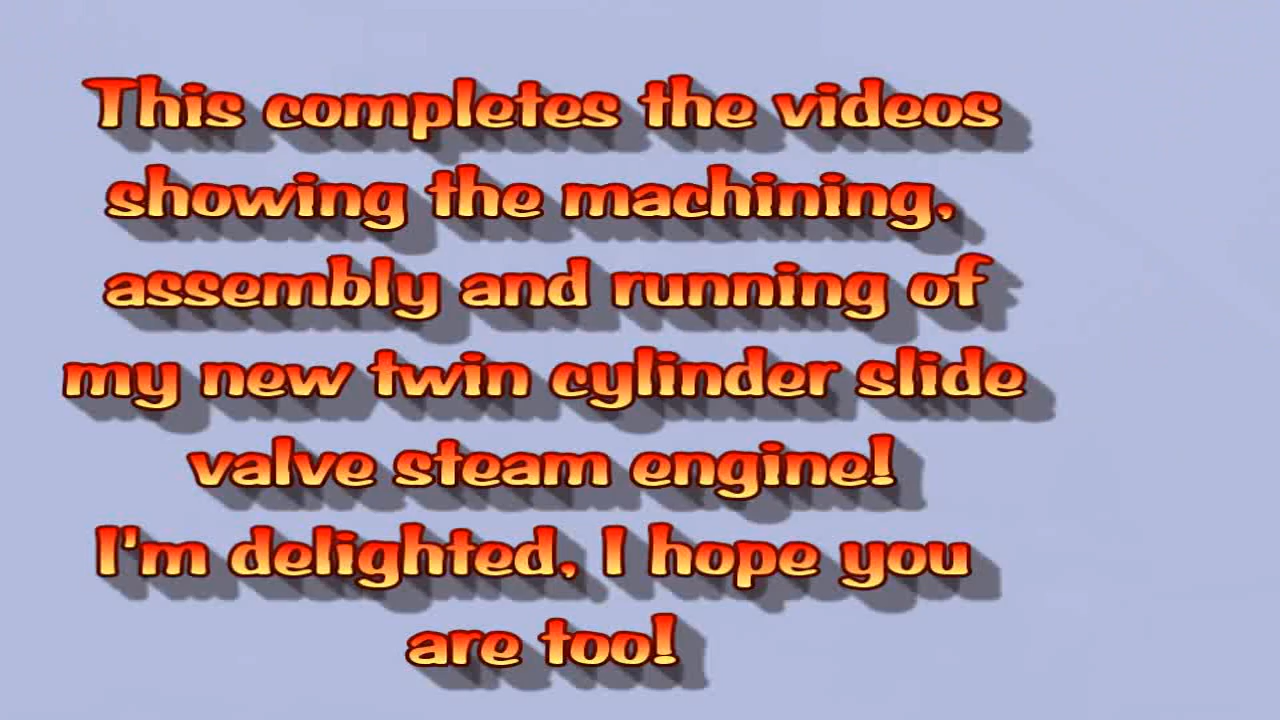 This completes the videos
showing the machining,
assembly and running of
my new twin cylinder slide
valve steam engine!
I'm delighted, I hope you
are too!